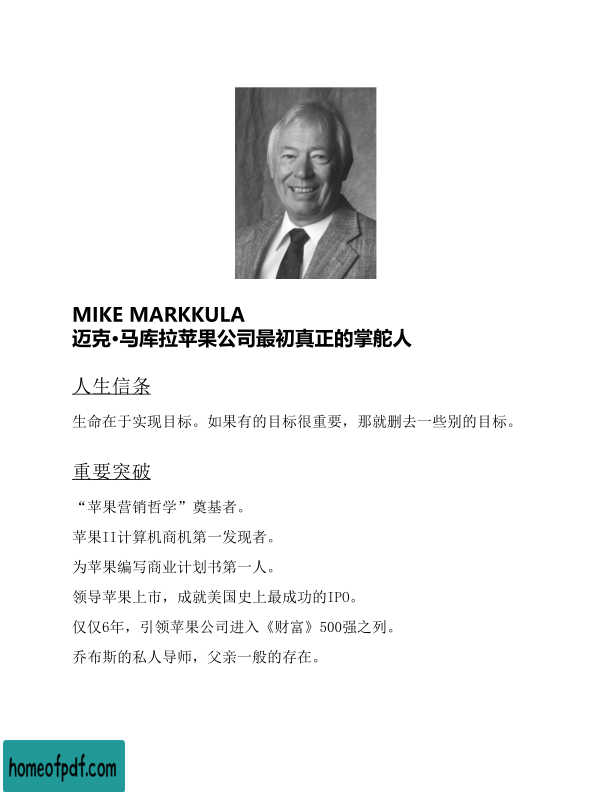 MIKE MARKKULA
迈克•马库拉苹果公司最初真正的掌舵人
人生信条
生命在于实现目标。如果有的目标很重要，那就删去一些别的目标。
重要突破
“苹果营销哲学”奠基者。
苹果II计算机商机第一发现者。
为苹果编写商业计划书第一人。
领导苹果上市，成就美国史上最成功的IPO。
仅仅6年，引领苹果公司进入《财富》500强之列。
乔布斯的私人导师，父亲一般的存在。
homeofpdf.com